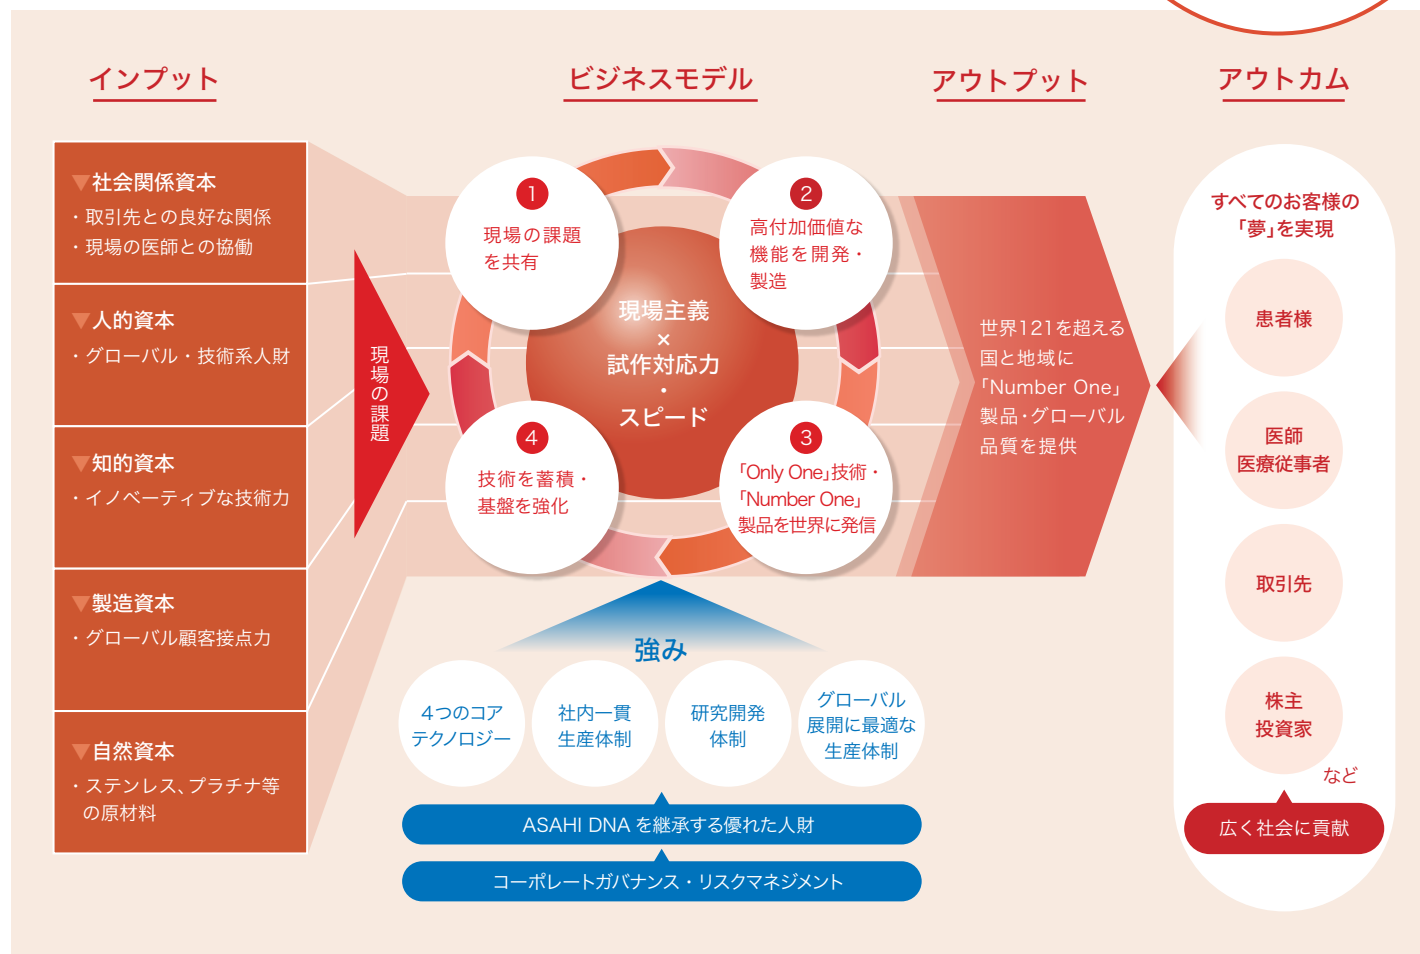 インプット
▼社会関係資本
・取引先との良好な関係
・現場の医師との協働
▼人的資本
・グローバル・技術系人財
▼知的資本
・イノベーティブな技術力
▼製造資本
・グローバル顧客接点力
▼自然資本
・ステンレス、プラチナ等
の原材料
現場の課題
ビジネスモデル
1
現場の課題
を共有
2
高付加価値な
機能を開発・
製造
現場主義
×
試作対応力
・
スピード
3
「Only One」技術・
「Number One」
製品を世界に発信
4
技術を蓄積・
基盤を強化
強み
4つのコア
テクノロジー
社内一貫
生産体制
研究開発
体制
グローバル
展開に最適な
生産体制
ASAHI DNAを継承する優れた人財
コーポレートガバナンス・リスクマネジメント
アウトプット
世界121を超える
国と地域に
「Number One」
製品・グローバル
品質を提供
アウトカム
すべてのお客様の
「夢」を実現
患者様
医師
医療従事者
取引先
株主
投資家
など
広く社会に貢献